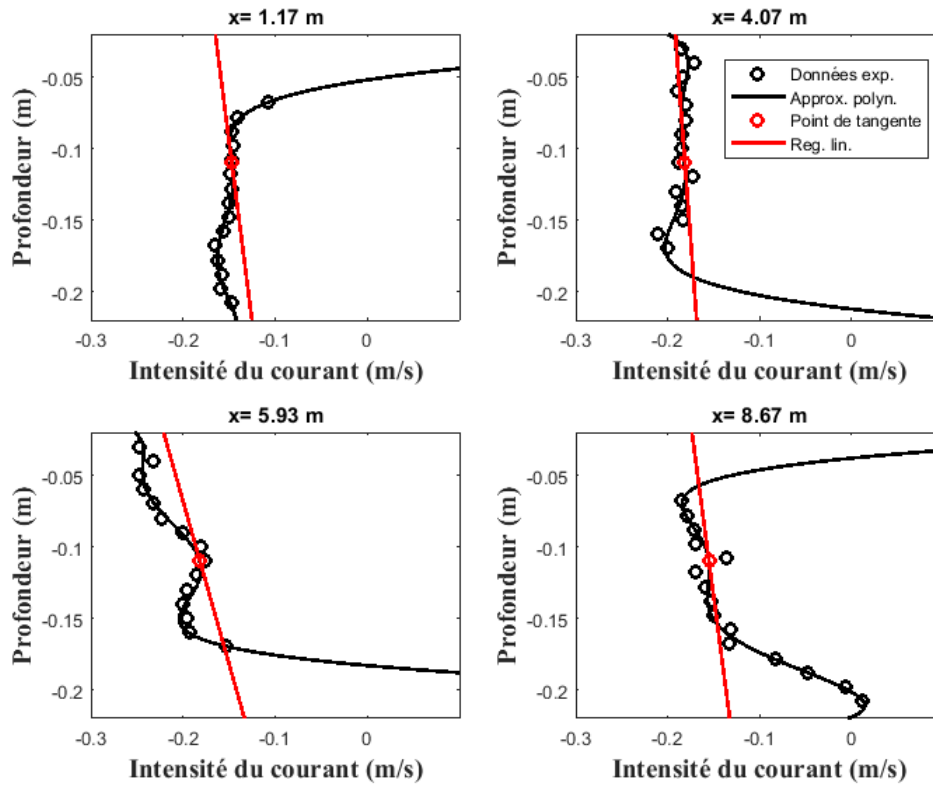 x= 1.17 m
-0.05
-0.1
-0.15
-0.2
Profondeur (m)
-0.3 -0.2 -0.1 0
Intensité du courant (m/s)
x= 4.07 m
Données exp.
Approx. polyn.
Point de tangente
Reg. lin.
-0.05
-0.1
-0.15
-0.2
Profondeur (m)
-0.3 -0.2 -0.1 0
Intensité du courant (m/s)
x= 5.93 m
-0.05
-0.1
-0.15
-0.2
Profondeur (m)
-0.3 -0.2 -0.1 0
Intensité du courant (m/s)
x= 8.67 m
-0.05
-0.1
-0.15
-0.2
Profondeur (m)
-0.3 -0.2 -0.1 0
Intensité du courant (m/s)